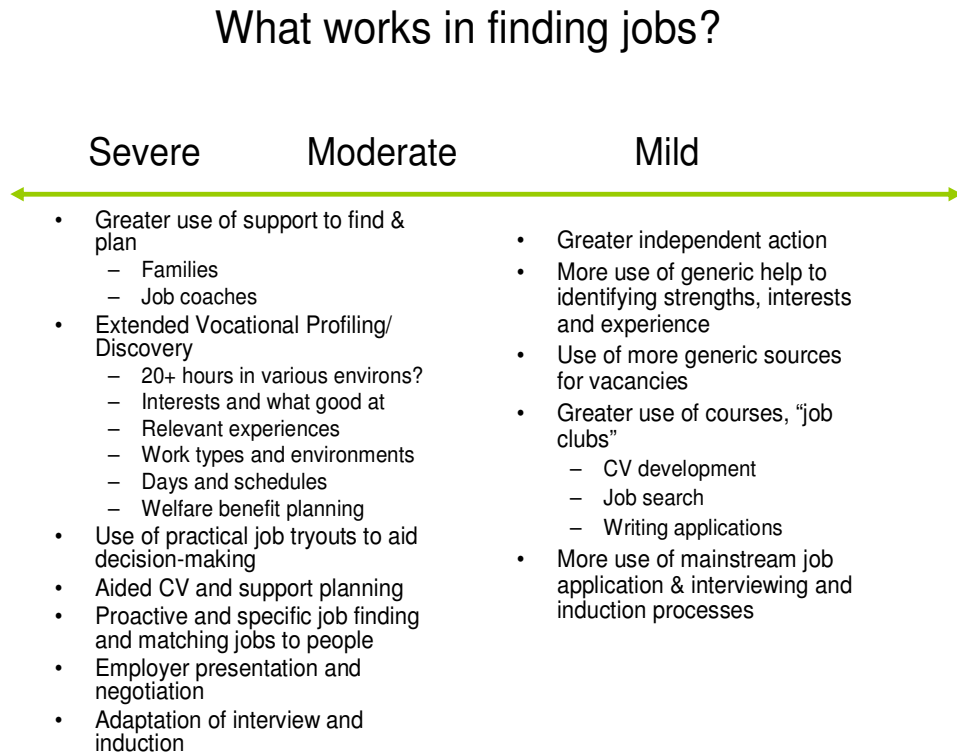 What works in finding jobs?
Severe Moderate Mild
• Greater use of support to find &
plan
– Families
– Job coaches
• Extended Vocational Profiling/
Discovery
– 20+ hours in various environs?
– Interests and what good at
– Relevant experiences
– Work types and environments
– Days and schedules
– Welfare benefit planning
• Use of practical job tryouts to aid
decision-making
• Aided CV and support planning
• Proactive and specific job finding
and matching jobs to people
• Employer presentation and
negotiation
• Adaptation of interview and
induction
• Greater independent action
• More use of generic help to
identifying strengths, interests
and experience
• Use of more generic sources
for vacancies
• Greater use of courses, “job
clubs”
– CV development
– Job search
– Writing applications
• More use of mainstream job
application & interviewing and
induction processes